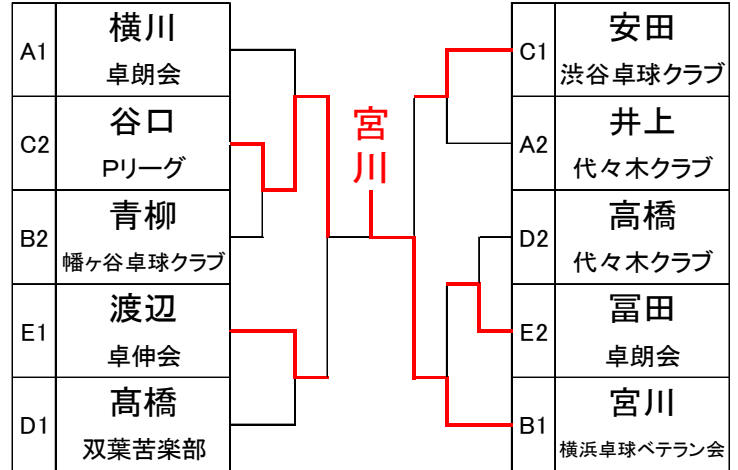 A1
横川
卓朗会
C2
谷口
Pリーグ
B2
青柳
幡ヶ谷卓球クラブ
E1
渡辺
卓伸会
D1
髙橋
双葉苦楽部
宮川
C1
安田
渋谷卓球クラブ
A2
井上
代々木クラブ
D2
高橋
代々木クラブ
E2
冨田
卓朗会
B1
宮川
横浜卓球ベテラン会